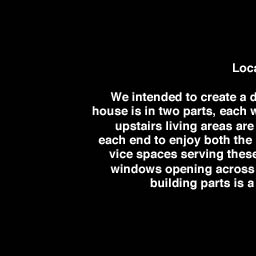 Loca
We intended to create a d
house is in two parts, each w
upstairs living areas are
each end to enjoy both the
vice spaces serving these
windows opening across
building parts is a